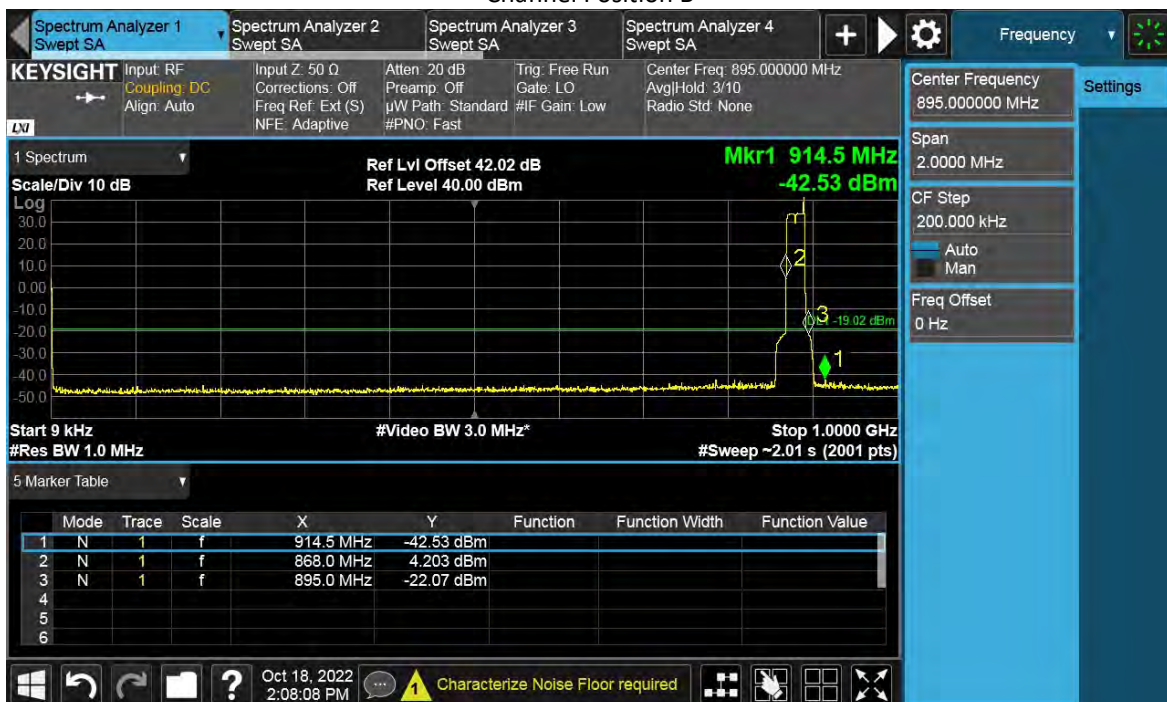 Spectrum Analyzer 1
Swept SA
Spectrum Analyzer 2
Swept SA
Spectrum Analyzer 3
Swept SA
Spectrum Analyzer 4
Swept SA
+
Frequency
KEYSIGHT
LXI
Input: RF
Coupling: DC
Align: Auto
Input Z: 50 Ω
Corrections: Off
Freq Ref: Ext (S)
NFE: Adaptive
Atten: 20 dB
Preamp: Off
µW Path: Standard
#PNO: Fast
Trig: Free Run
Gate: LO
#IF Gain: Low
Center Freq: 895.000000 MHz
Avg|Hold: 3/10
Radio Std: None
Center Frequency
895.000000 MHz
Settings
Span
2.0000 MHz
CF Step
200.000 kHz
Auto
Man
Freq Offset
0 Hz
1 Spectrum
Scale/Div 10 dB
Ref Lvl Offset 42.02 dB
Ref Level 40.00 dBm
Mkr1 914.5 MHz
-42.53 dBm
Log
30.0
20.0
10.0
0.00
-10.0
-20.0
-30.0
-40.0
-50.0
2
3
-19.02 dBm
1
Start 9 kHz
#Video BW 3.0 MHz*
Stop 1.0000 GHz
#Res BW 1.0 MHz
#Sweep ~2.01 s (2001 pts)
5 Marker Table
Mode Trace Scale X Y Function Function Width Function Value
1 N 1 f 914.5 MHz -42.53 dBm
2 N 1 f 868.0 MHz 4.203 dBm
3 N 1 f 895.0 MHz -22.07 dBm
4
5
6
?
Oct 18, 2022
2:08:08 PM
1
Characterize Noise Floor required